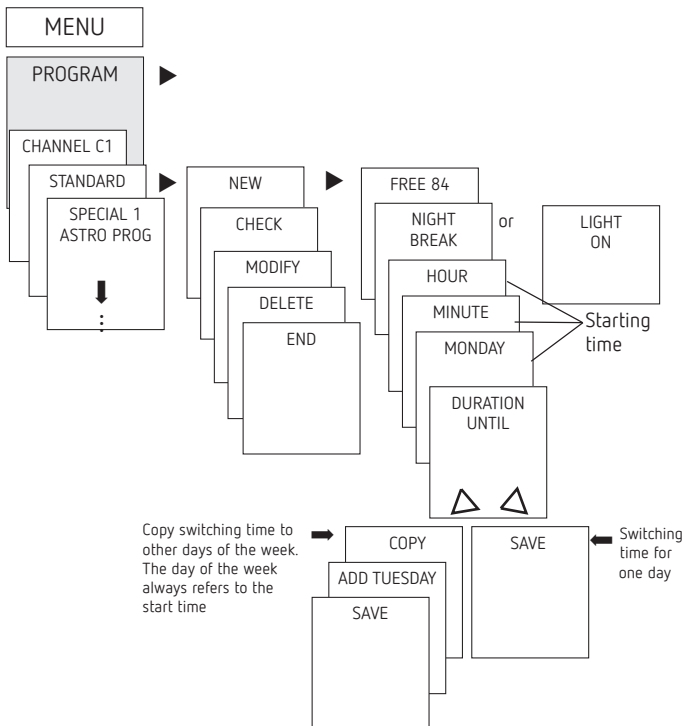 MENU
PROGRAM
CHANNEL C1
STANDARD
SPECIAL 1
ASTRO PROG
NEW
CHECK
MODIFY
DELETE
END
FREE 84
NIGHT
BREAK
or
LIGHT
ON
HOUR
MINUTE
MONDAY
Starting
time
DURATION
UNTIL
Copy switching time to
other days of the week.
The day of the week
always refers to the
start time
COPY
ADD TUESDAY
SAVE
SAVE
Switching
time for
one day